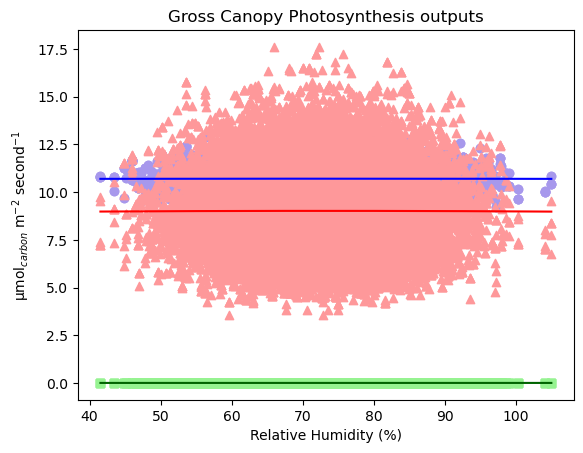 Gross Canopy Photosynthesis outputs
17.5
15.0
12.5
10.0
7.5
5.0
2.5
0.0
μmol_carbon m⁻² second⁻¹
40 50 60 70 80 90 100
Relative Humidity (%)